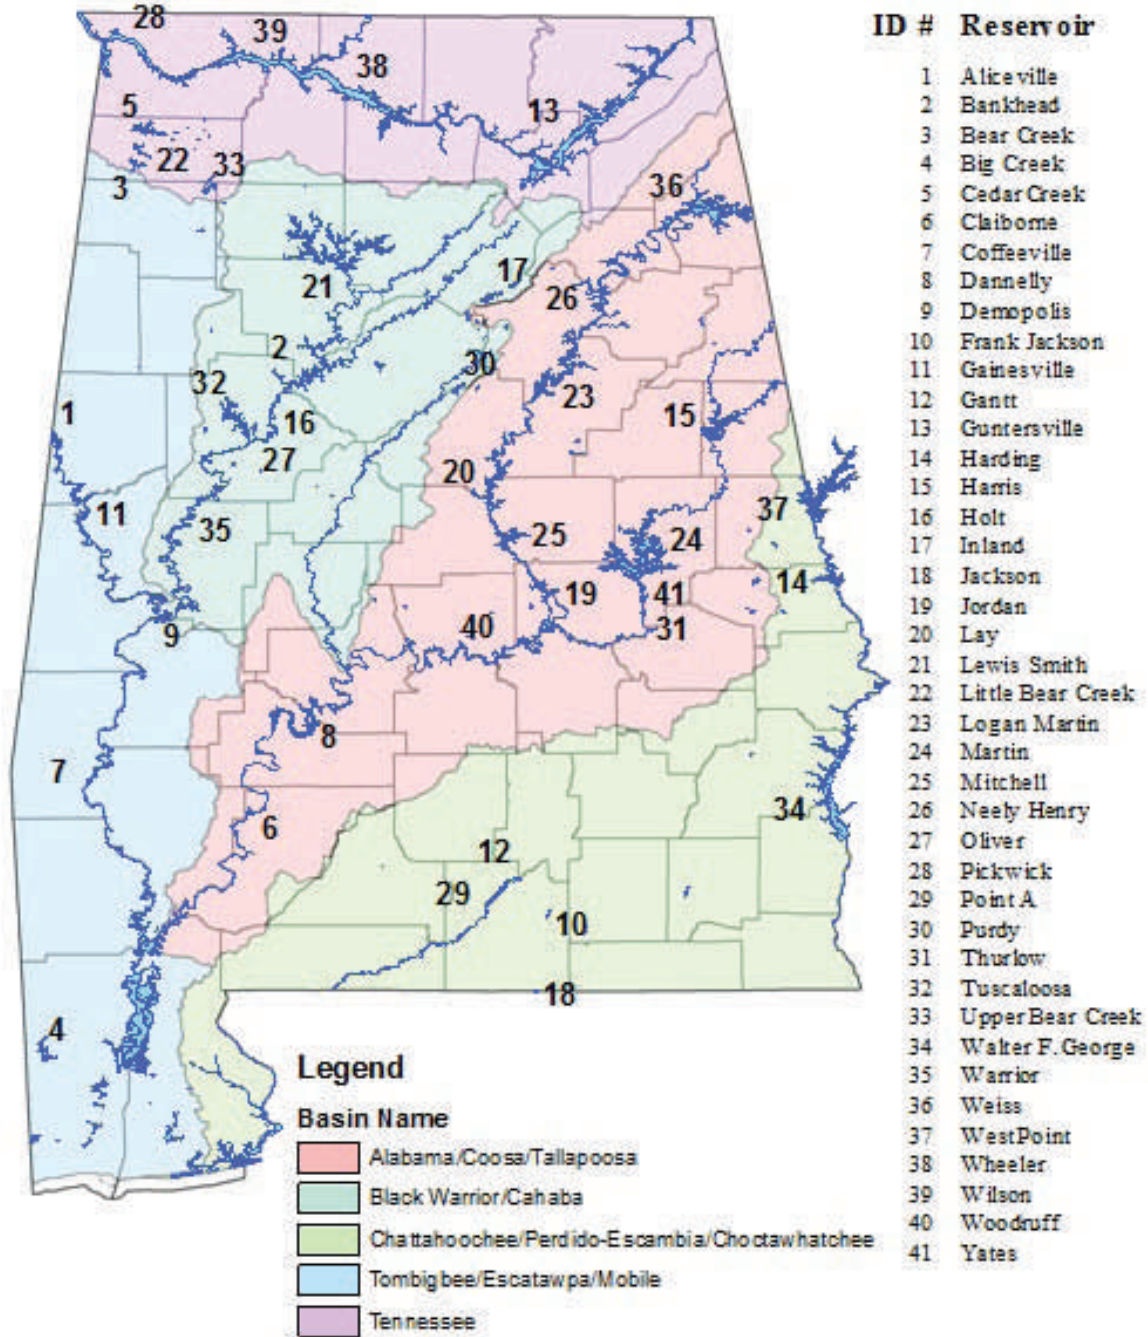 ID # Reservoir
1 Aliceville
2 Bankhead
3 Bear Creek
4 Big Creek
5 Cedar Creek
6 Claiborne
7 Coffeeville
8 Dannelly
9 Demopolis
10 Frank Jackson
11 Gainesville
12 Gantt
13 Guntersville
14 Harding
15 Harris
16 Holt
17 Inland
18 Jackson
19 Jordan
20 Lay
21 Lewis Smith
22 Little Bear Creek
23 Logan Martin
24 Martin
25 Mitchell
26 Neely Henry
27 Oliver
28 Pickwick
29 Point A
30 Purdy
31 Thurlow
32 Tuscaloosa
33 Upper Bear Creek
34 Walter F. George
35 Warrior
36 Weiss
37 West Point
38 Wheeler
39 Wilson
40 Woodruff
41 Yates
28
39
38
5
13
22
33
3
36
17
21
26
2
30
32
23
1
16
15
27
20
11
37
35
25
24
14
19
41
9
40
31
8
7
34
6
12
29
10
18
4
Legend
Basin Name
Alabama/Coosa/Tallapoosa
Black Warrior/Cahaba
Chattahoochee/Perdido-Escambia/Choctawhatchee
Tombigbee/Escatawpa/Mobile
Tennessee